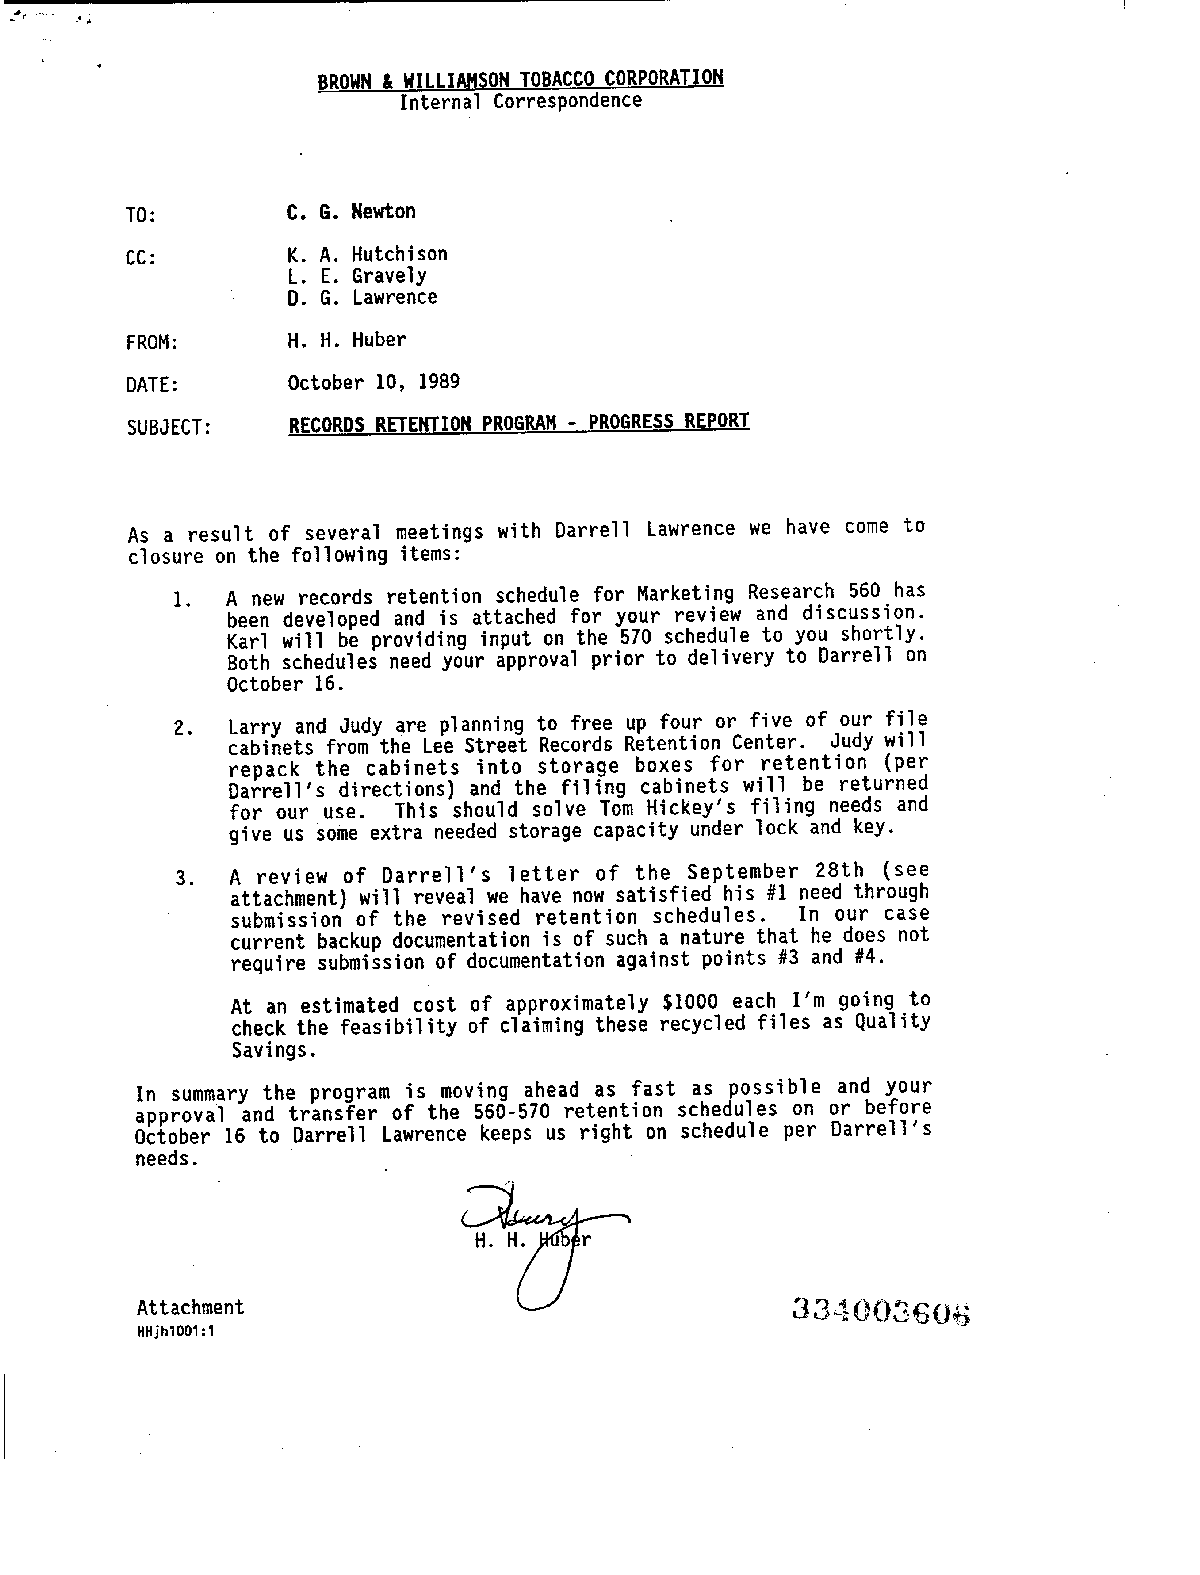 BROWN & WILLIAMSON TOBACCO CORPORATION
Internal Correspondence
TO: C. G. Newton
CC: K. A. Hutchison
L. E. Gravely
D. G. Lawrence
FROM: H. H. Huber
DATE: October 10, 1989
SUBJECT: RECORDS RETENTION PROGRAM - PROGRESS REPORT
As a result of several meetings with Darrell Lawrence we have come to
closure on the following items:
1. A new records retention schedule for Marketing Research 560 has
been developed and is attached for your review and discussion.
Karl will be providing input on the 570 schedule to you shortly.
Both schedules need your approval prior to delivery to Darrell on
October 16.
2. Larry and Judy are planning to free up four or five of our file
cabinets from the Lee Street Records Retention Center. Judy will
repack the cabinets into storage boxes for retention (per
Darrell's directions) and the filing cabinets will be returned
for our use. This should solve Tom Hickey's filing needs and
give us some extra needed storage capacity under lock and key.
3. A review of Darrell's letter of the September 28th (see
attachment) will reveal we have now satisfied his #1 need through
submission of the revised retention schedules. In our case
current backup documentation is of such a nature that he does not
require submission of documentation against points #3 and #4.
At an estimated cost of approximately $1000 each I'm going to
check the feasibility of claiming these recycled files as Quality
Savings.
In summary the program is moving ahead as fast as possible and your
approval and transfer of the 560-570 retention schedules on or before
October 16 to Darrell Lawrence keeps us right on schedule per Darrell's
needs.
H. H. Huber
Attachment
HHjh1001:1
334003608